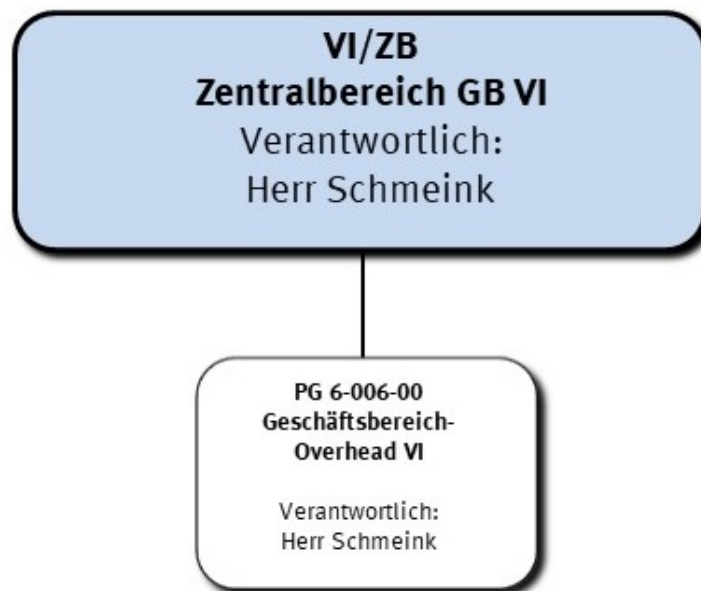 VI/ZB
Zentralbereich GB VI
Verantwortlich:
Herr Schmeink
PG 6-006-00
Geschäftsbereich-
Overhead VI
Verantwortlich:
Herr Schmeink